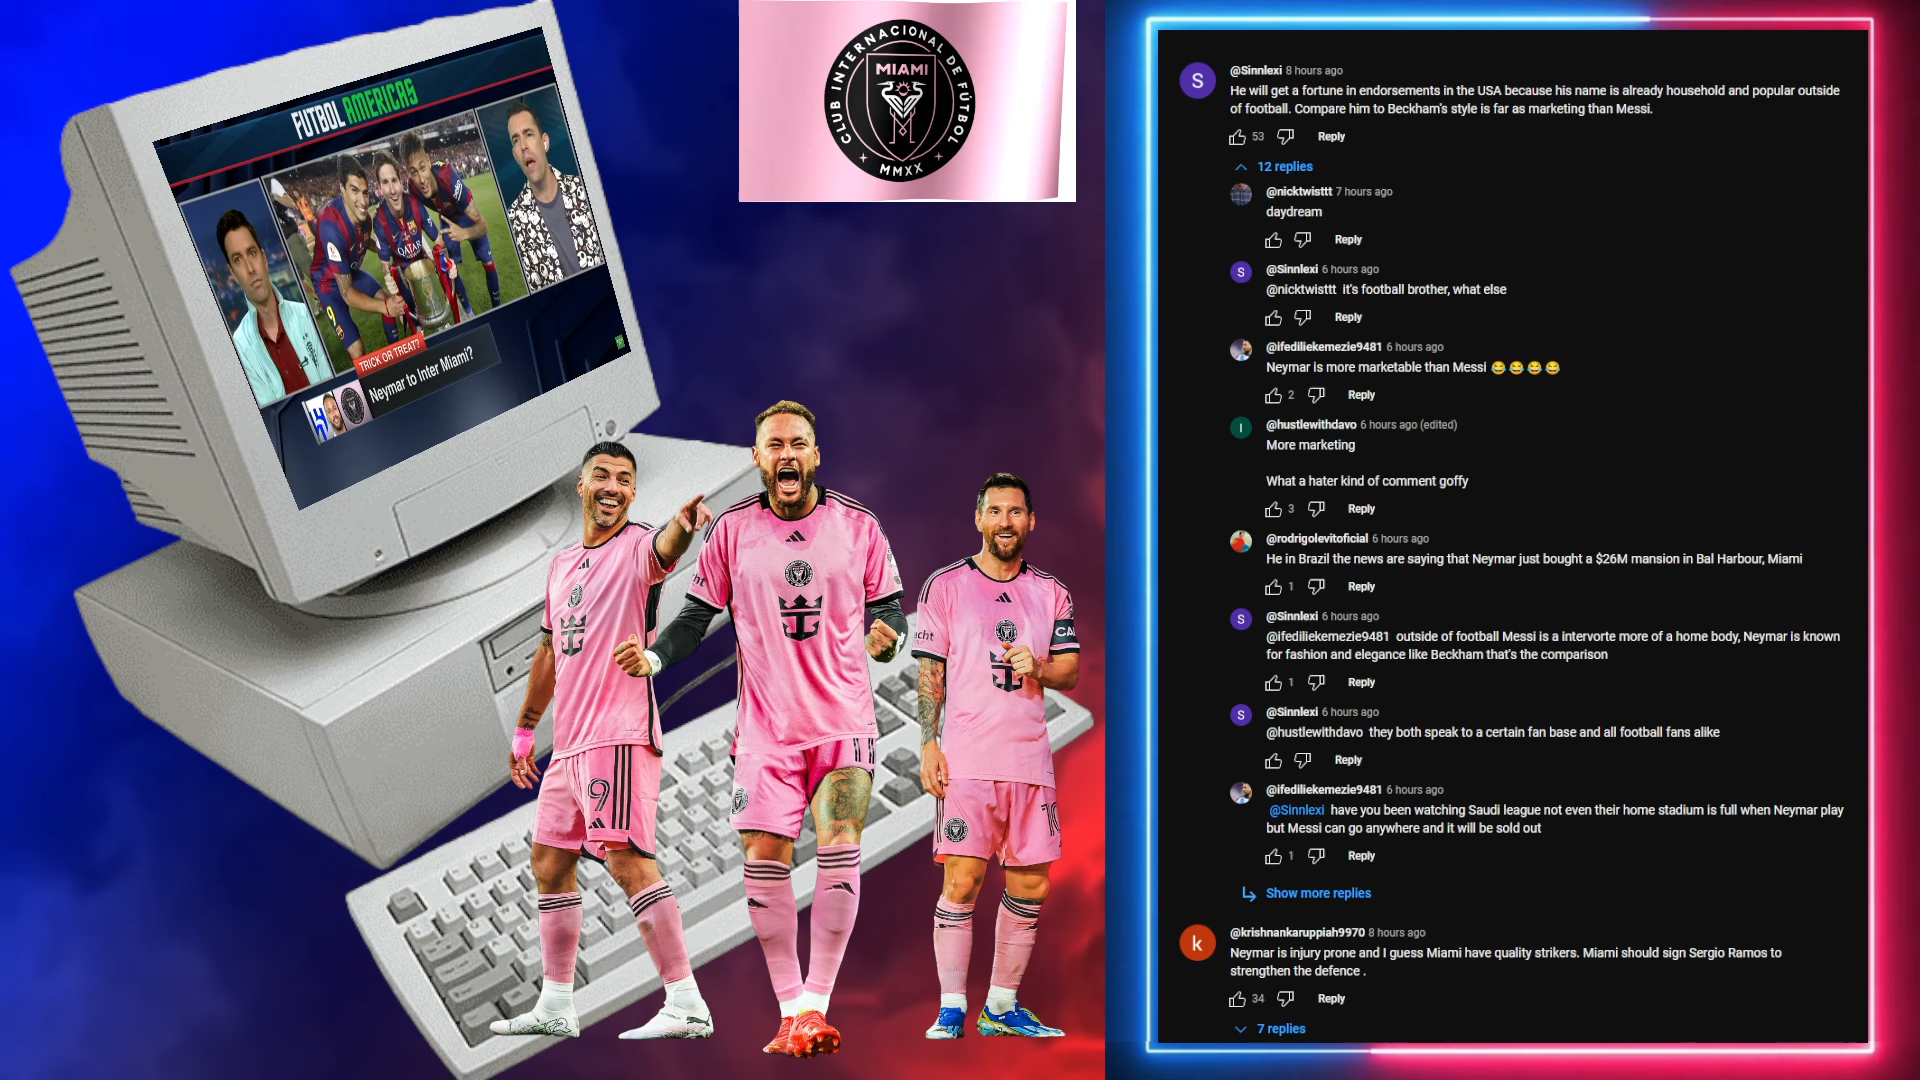 FUTBOL AMERICAS
QATAR
9
TRICK OR TREAT?
Neymar to Inter Miami?
CLUB INTERNACIONAL DE FÚTBOL
MIAMI
MMXX
9
cht
acht
CA
10
@Sinnlexi 8 hours ago
He will get a fortune in endorsements in the USA because his name is already household and popular outside
of football. Compare him to Beckham's style is far as marketing than Messi.
53 Reply
12 replies
@nicktwisttt 7 hours ago
daydream
Reply
@Sinnlexi 6 hours ago
@nicktwisttt it's football brother, what else
Reply
@ifediliekemezie9481 6 hours ago
Neymar is more marketable than Messi 😂😂😂😂
2 Reply
@hustlewithdavo 6 hours ago (edited)
More marketing
What a hater kind of comment goffy
3 Reply
@rodrigolevitoficial 6 hours ago
He in Brazil the news are saying that Neymar just bought a $26M mansion in Bal Harbour, Miami
1 Reply
@Sinnlexi 6 hours ago
@ifediliekemezie9481 outside of football Messi is a intervorte more of a home body, Neymar is known
for fashion and elegance like Beckham that's the comparison
1 Reply
@Sinnlexi 6 hours ago
@hustlewithdavo they both speak to a certain fan base and all football fans alike
Reply
@ifediliekemezie9481 6 hours ago
@Sinnlexi have you been watching Saudi league not even their home stadium is full when Neymar play
but Messi can go anywhere and it will be sold out
1 Reply
Show more replies
@krishnankaruppiah9970 8 hours ago
Neymar is injury prone and I guess Miami have quality strikers. Miami should sign Sergio Ramos to
strengthen the defence .
34 Reply
7 replies